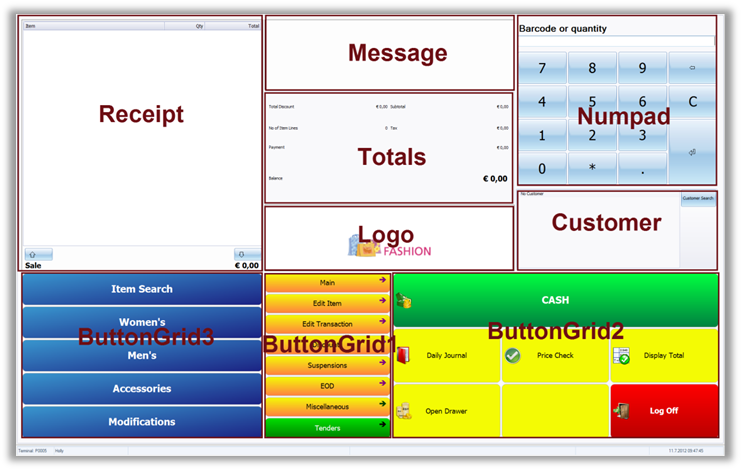 Item Qty Total
Receipt
Sale € 0,00
Message
Total Discount € 0,00 Subtotal € 0,00
No of Item Lines 0 Tax € 0,00
Payment € 0,00
Totals
Balance € 0,00
Logo
FASHION
Barcode or quantity
7 8 9
4 5 6 C
Numpad
1 2 3
0 * .
No Customer
Customer Search
Customer
Item Search
Women's
ButtonGrid3
Men's
Accessories
Modifications
Main
Edit Item
Edit Transaction
ButtonGrid1
Suspensions
EOD
Miscellaneous
Tenders
CASH
ButtonGrid2
Daily Journal
Price Check
Display Total
Open Drawer
Log Off
Terminal P0005 Holly
11.7.2012 09:47:45